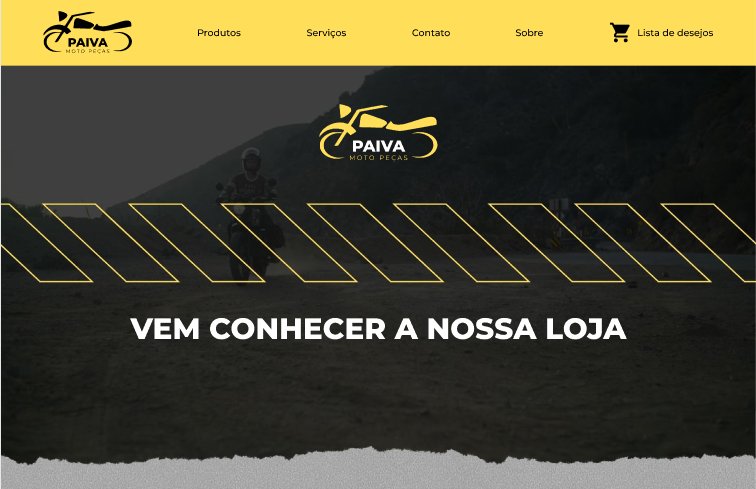 PAIVA
MOTO PEÇAS
Produtos
Serviços
Contato
Sobre
Lista de desejos
PAIVA
MOTO PEÇAS
VEM CONHECER A NOSSA LOJA